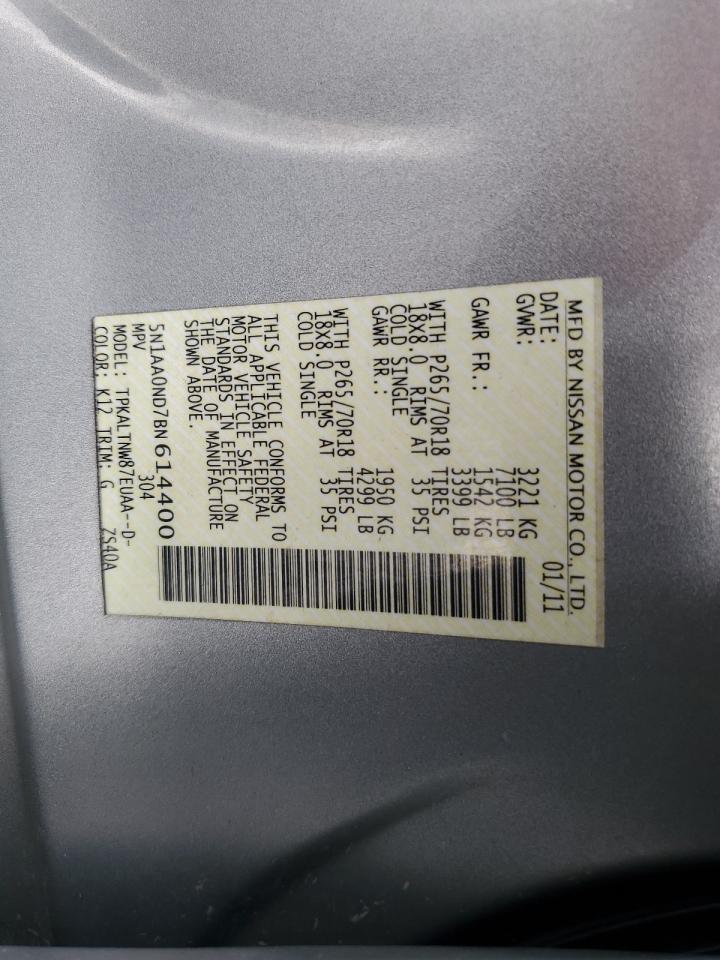 MFD BY NISSAN MOTOR CO., LTD.
DATE: 01/11
GVWR: 3221 KG
7100 LB
GAWR FR.: 1542 KG
3399 LB
WITH P265/70R18 TIRES
18X8.0 RIMS AT 35 PSI
COLD SINGLE
GAWR RR.: 1950 KG
4299 LB
WITH P265/70R18 TIRES
18X8.0 RIMS AT 35 PSI
COLD SINGLE
THIS VEHICLE CONFORMS TO
ALL APPLICABLE FEDERAL
MOTOR VEHICLE SAFETY
STANDARDS IN EFFECT ON
THE DATE OF MANUFACTURE
SHOWN ABOVE.
5N1AA0ND7BN614400
MPV 304
MODEL: TPKALTNW87EUAA--D-
COLOR: K12 TRIM: G ZS40A